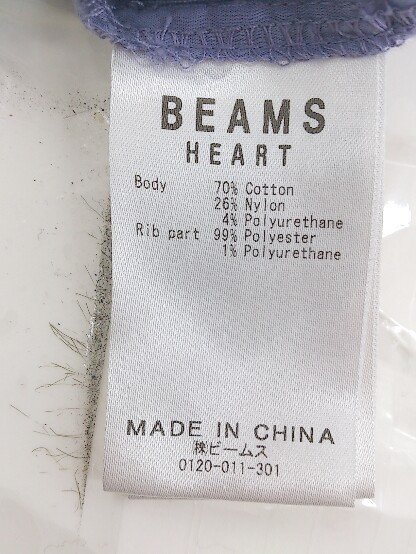 BEAMS
HEART
Body 70% Cotton
26% Nylon
4% Polyurethane
Rib part 99% Polyester
1% Polyurethane
MADE IN CHINA
㈱ビームス
0120-011-301